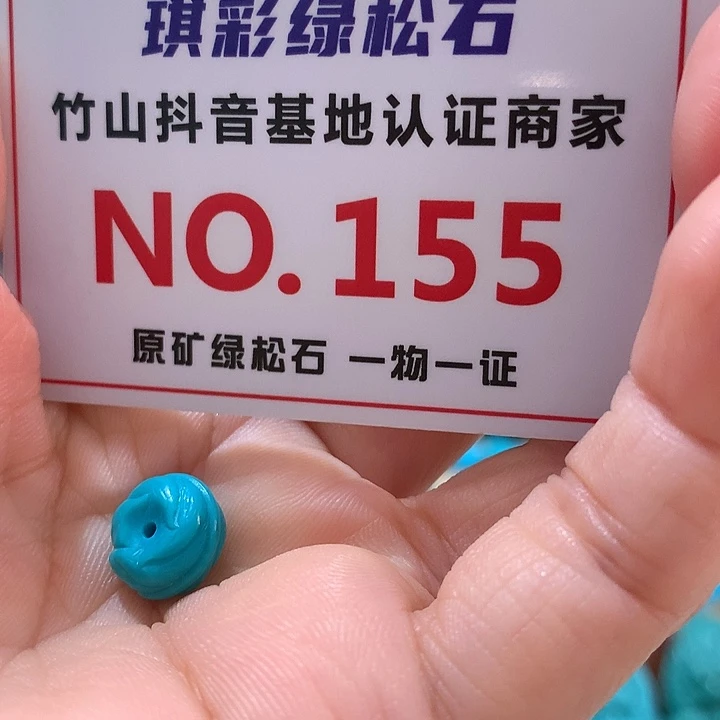 琪彩绿松石
竹山抖音基地认证商家
NO.155
原矿绿松石 一物一证